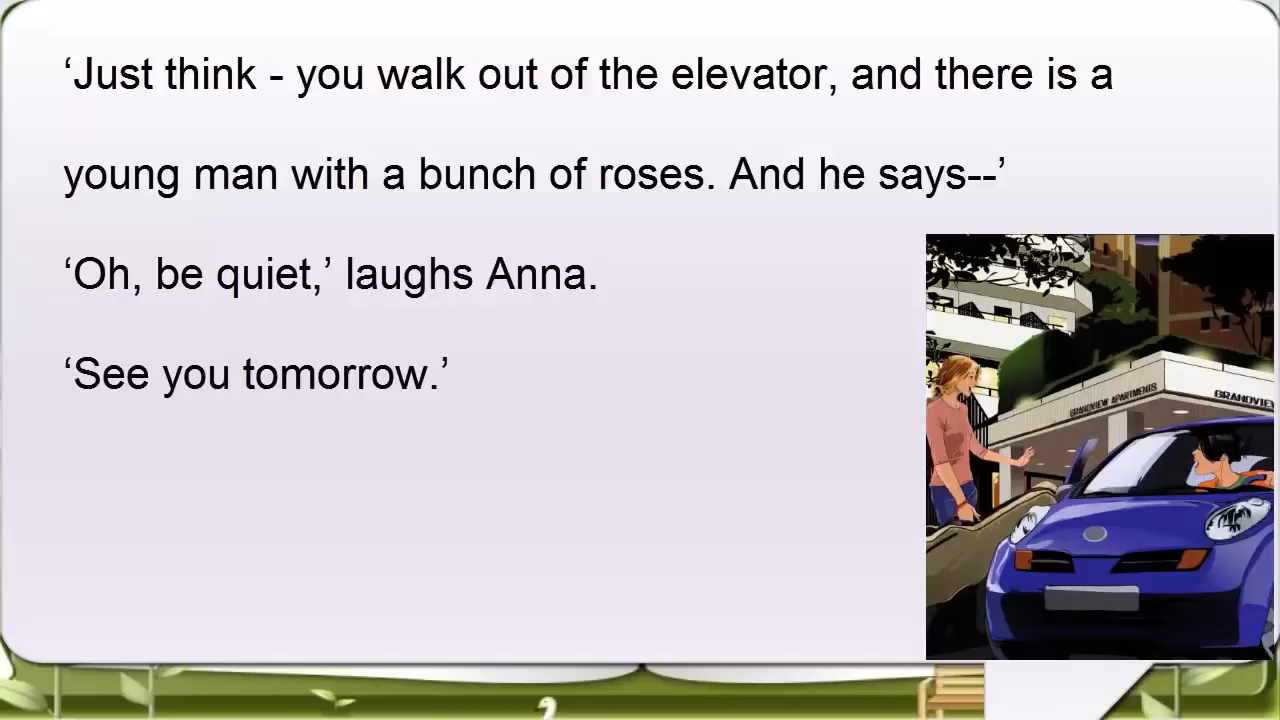 ‘Just think - you walk out of the elevator, and there is a
young man with a bunch of roses. And he says--’
‘Oh, be quiet,’ laughs Anna.
‘See you tomorrow.’
GRANDVIEW APARTMENTS
GRANDVIEW